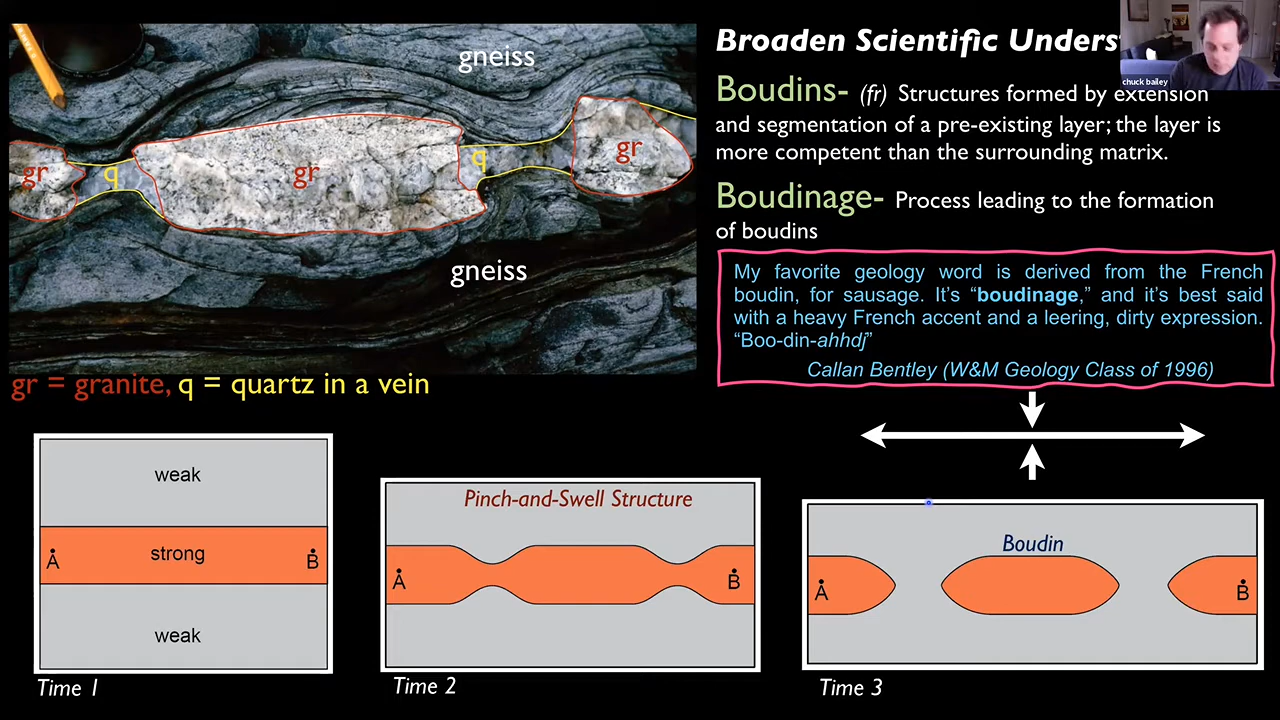 gneiss
gr
q
gr
q
gr
gneiss
gr = granite, q = quartz in a vein
Broaden Scientific Unders
chuck bailey
Boudins- (fr) Structures formed by extension
and segmentation of a pre-existing layer; the layer is
more competent than the surrounding matrix.
Boudinage- Process leading to the formation
of boudins
My favorite geology word is derived from the French
boudin, for sausage. It's “boudinage,” and it's best said
with a heavy French accent and a leering, dirty expression.
“Boo-din-ahhdj”
Callan Bentley (W&M Geology Class of 1996)
weak
A strong B
weak
Time 1
Pinch-and-Swell Structure
A B
Time 2
Boudin
A B
Time 3